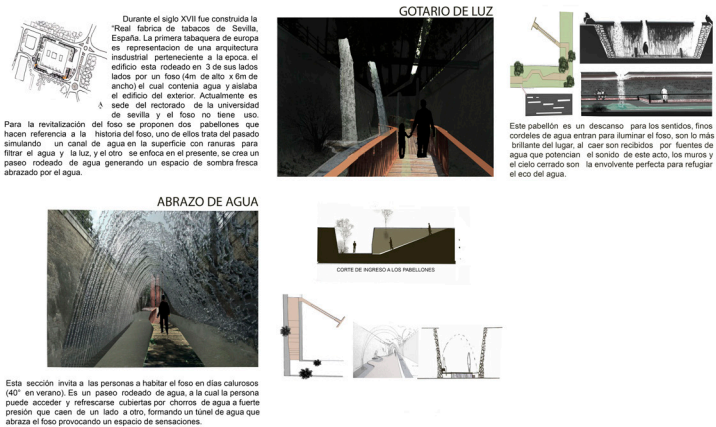 Durante el siglo XVII fue construida la
“Real fabrica de tabacos de Sevilla,
España. La primera tabaquera de europa
es representacion de una arquitectura
insdustrial perteneciente a la epoca. el
edificio esta rodeado en 3 de sus lados
lados por un foso (4m de alto x 6m de
ancho) el cual contenia agua y aislaba
el edificio del exterior. Actualmente es
sede del rectorado de la universidad
de sevilla y el foso no tiene uso.
Para la revitalización del foso se proponen dos pabellones que
hacen referencia a la historia del foso, uno de ellos trata del pasado
simulando un canal de agua en la superficie con ranuras para
filtrar el agua y la luz, y el otro se enfoca en el presente, se crea un
paseo rodeado de agua generando un espacio de sombra fresca
abrazado por el agua.
GOTARIO DE LUZ
Este pabellón es un descanso para los sentidos, finos
cordeles de agua entran para iluminar el foso, son lo más
brillante del lugar, al caer son recibidos por fuentes de
agua que potencian el sonido de este acto, los muros y
el cielo cerrado son la envolvente perfecta para refugiar
el eco del agua.
ABRAZO DE AGUA
Esta sección invita a las personas a habitar el foso en días calurosos
(40° en verano). Es un paseo rodeado de agua, a la cual la persona
puede acceder y refrescarse cubiertas por chorros de agua a fuerte
presión que caen de un lado a otro, formando un túnel de agua que
abraza el foso provocando un espacio de sensaciones.
CORTE DE INGRESO A LOS PABELLONES